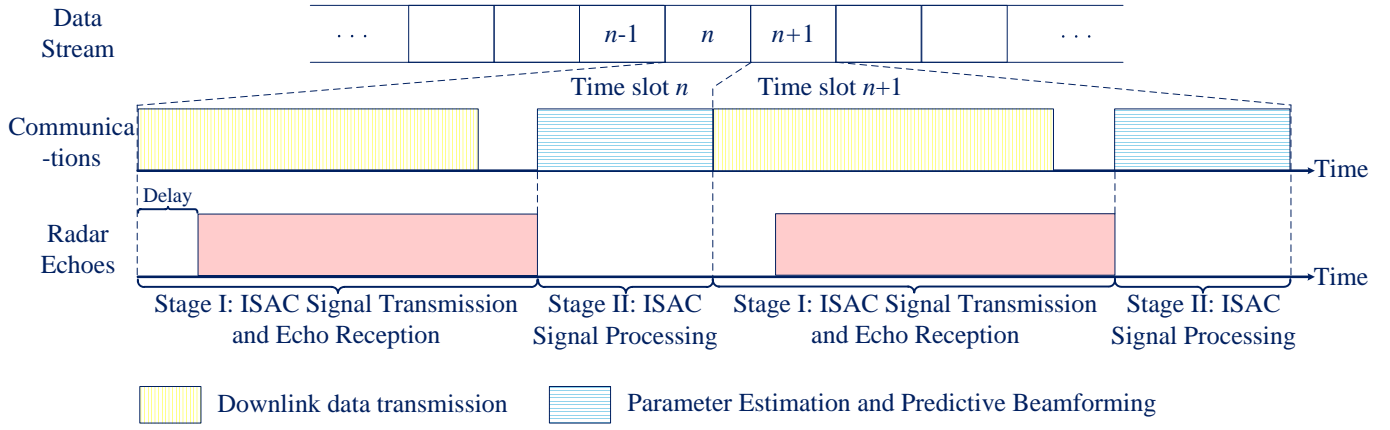 Data
Stream
. . .
n-1
n
n+1
. . .
Time slot n
Time slot n+1
Communica
-tions
Time
Delay
Radar
Echoes
Time
Stage I: ISAC Signal Transmission
and Echo Reception
Stage II: ISAC
Signal Processing
Stage I: ISAC Signal Transmission
and Echo Reception
Stage II: ISAC
Signal Processing
Downlink data transmission
Parameter Estimation and Predictive Beamforming